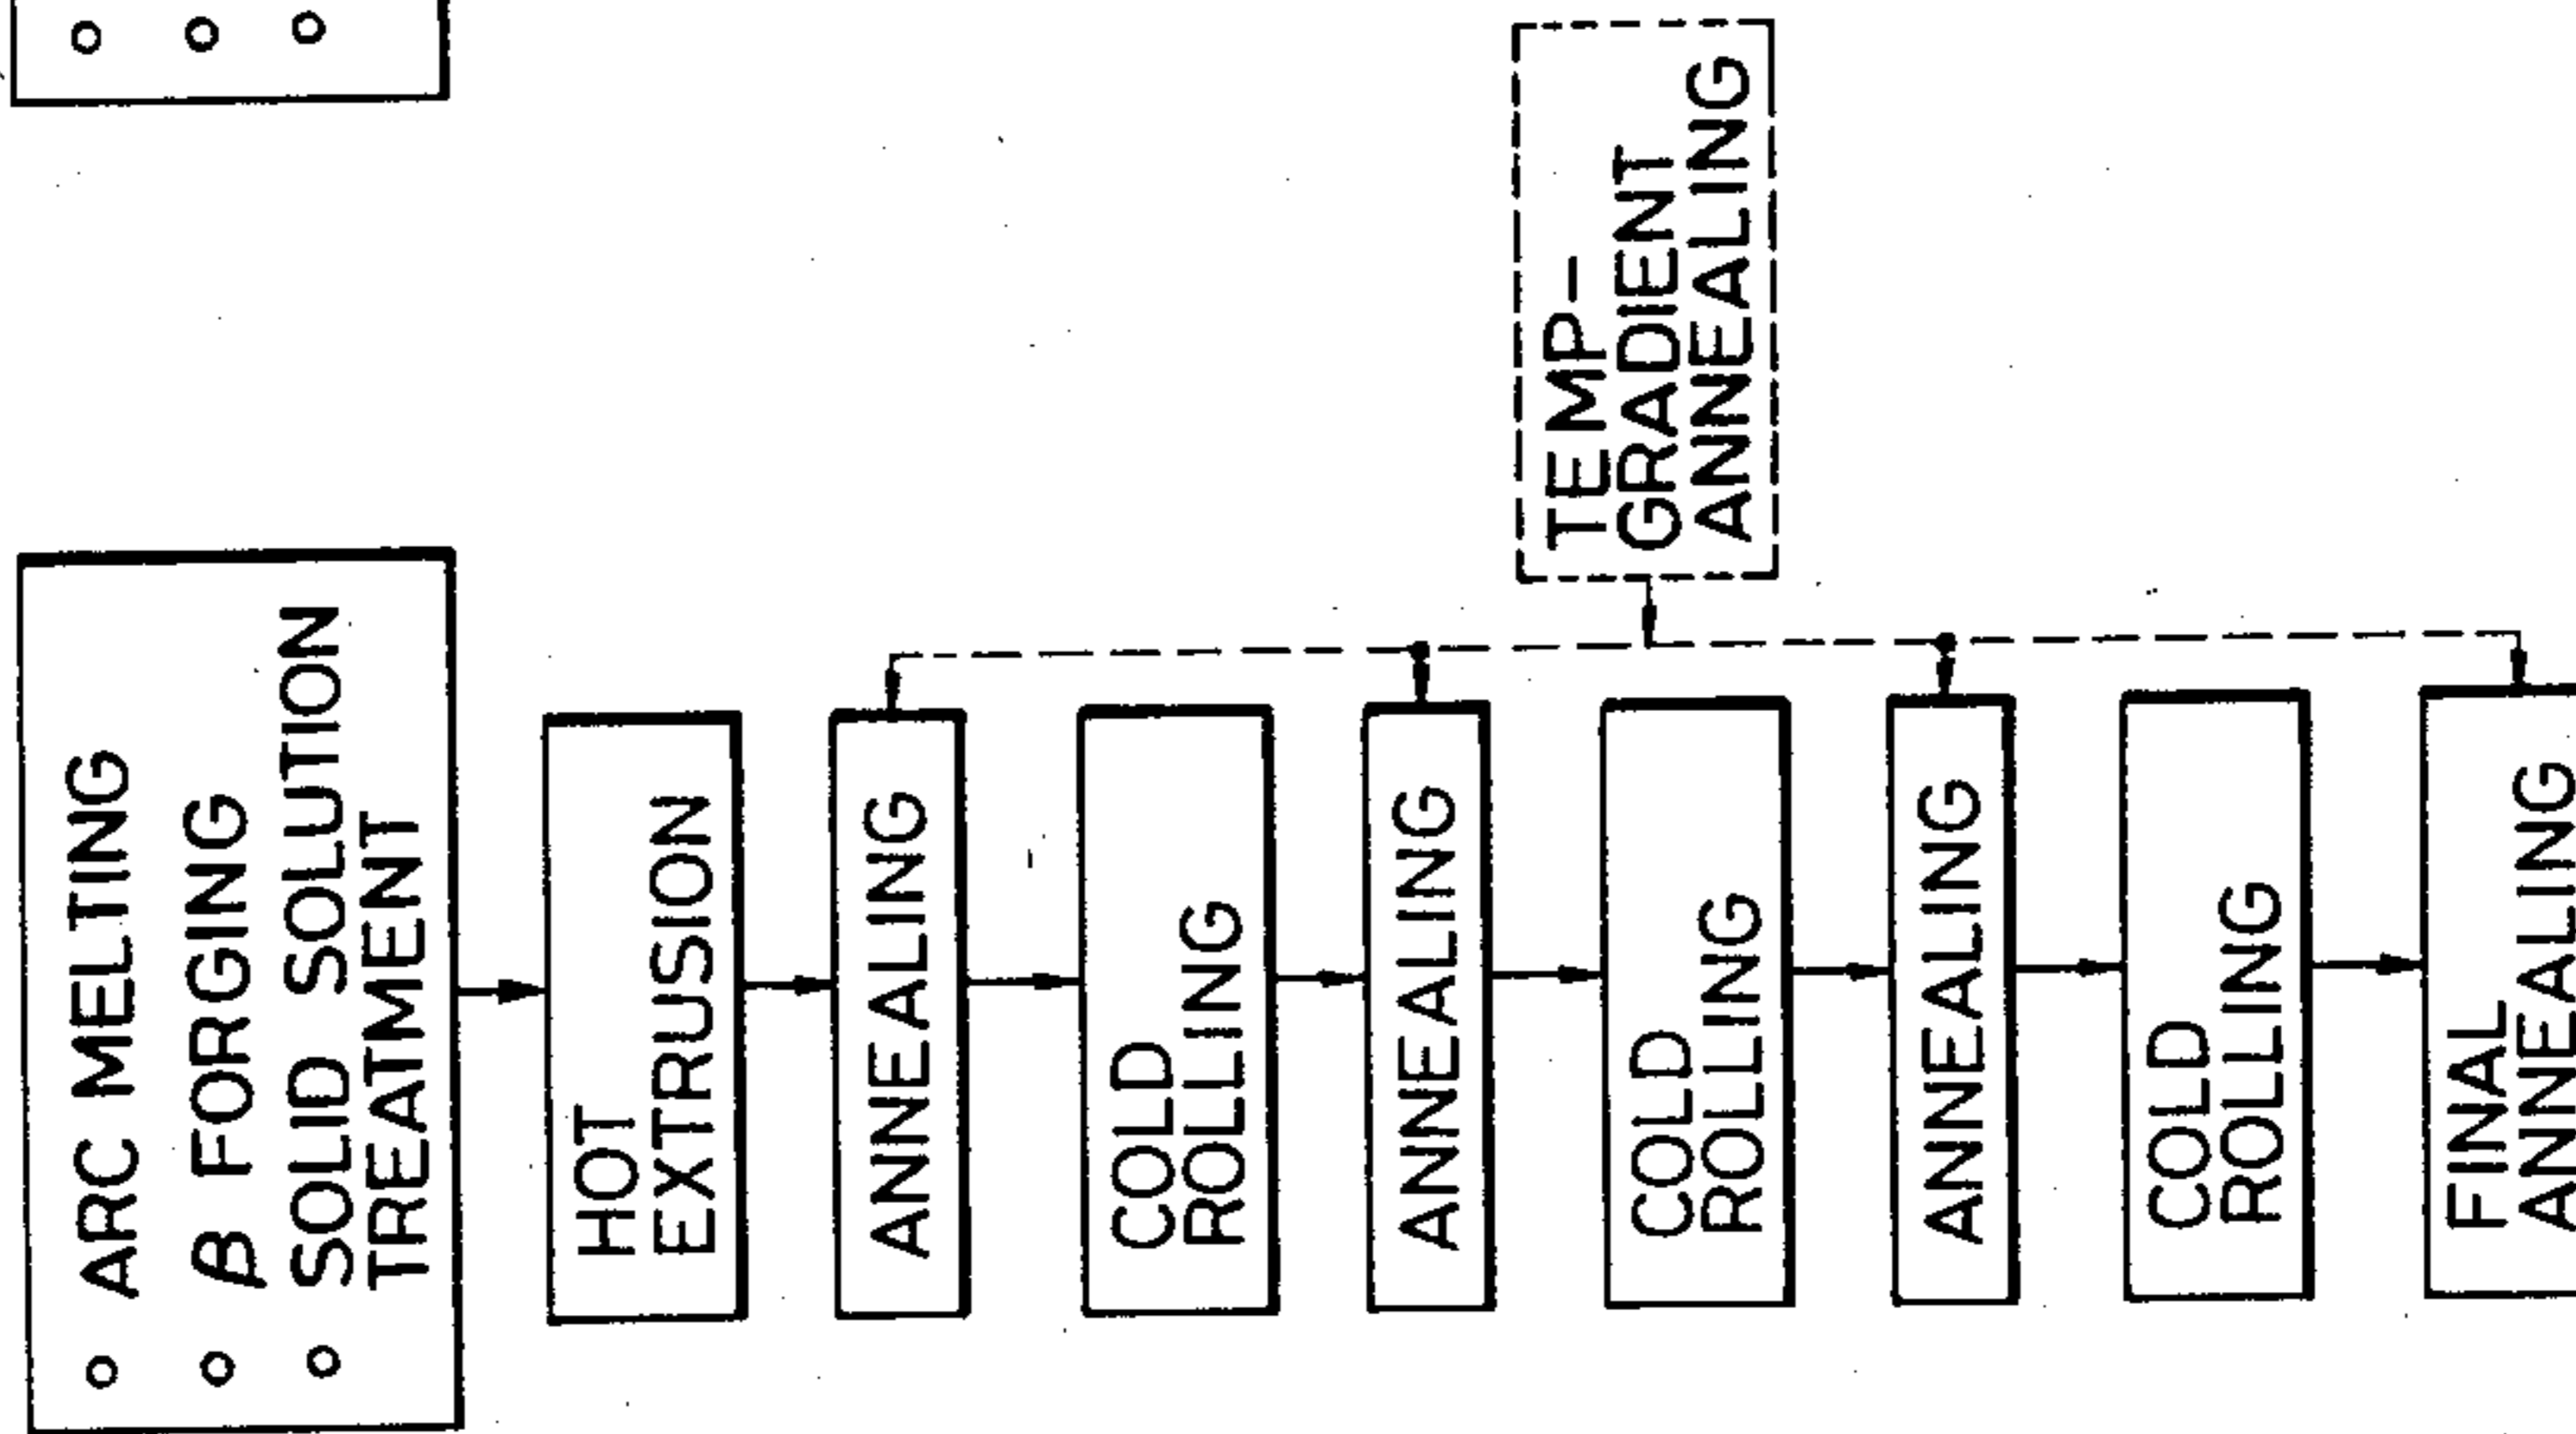 ○ ARC MELTING
○ β FORGING
○ SOLID SOLUTION
TREATMENT
HOT
EXTRUSION
ANNEALING
COLD
ROLLING
ANNEALING
COLD
ROLLING
ANNEALING
COLD
ROLLING
FINAL
ANNEALING
TEMP-
GRADIENT
ANNEALING